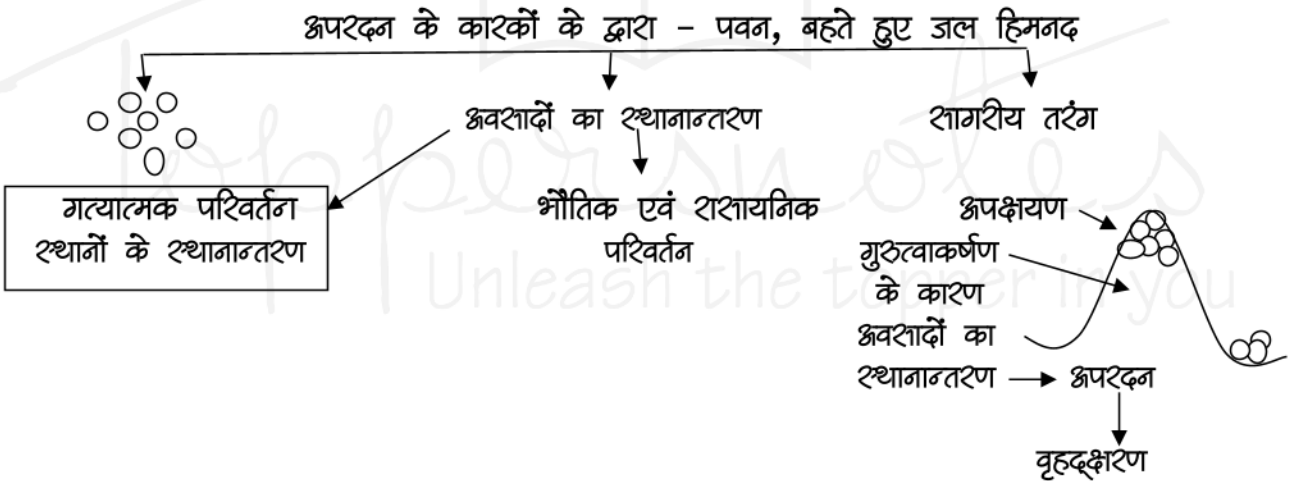 अपरदन के कारकों के द्वारा – पवन, बहते हुए जल हिमनद
अवसादों का स्थानान्तरण
सागरीय तरंग
गत्यात्मक परिवर्तना
स्थानों के स्थानान्तरण
भौतिक एवं रासायनिक
परिवर्तन
अपक्षयण
गुरुत्वाकर्षण
के कारण
अवसादों का
स्थानान्तरण
अपरदन
वृहद्क्षरण
Toppersnotes
Unleash the topper in you